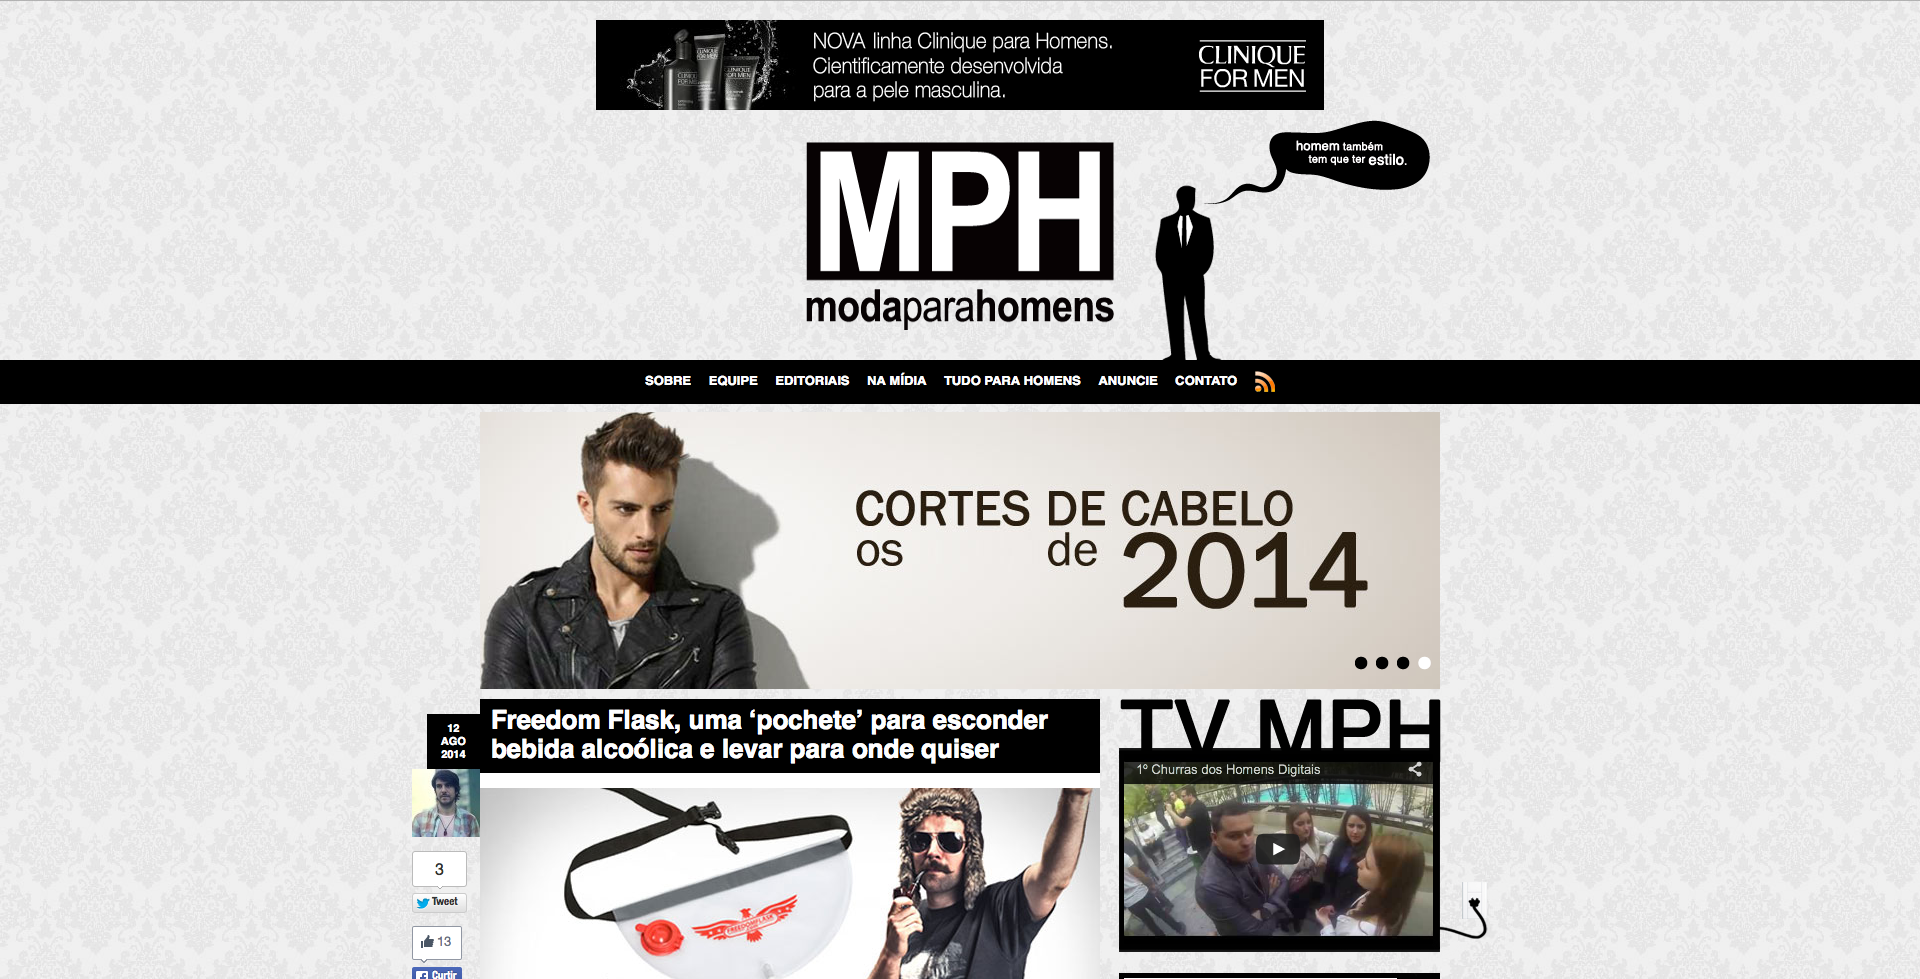 NOVA linha Clinique para Homens.
Cientificamente desenvolvida
para a pele masculina.
CLINIQUE
FOR MEN
MPH
modaparahomens
homem também
tem que ter estilo.
SOBRE EQUIPE EDITORIAIS NA MÍDIA TUDO PARA HOMENS ANUNCIE CONTATO
CORTES DE CABELO
os de 2014
12
AGO
2014
Freedom Flask, uma ‘pochete’ para esconder
bebida alcoólica e levar para onde quiser
3
Tweet
13
Curtir
FREEDOMFLASK
TV MPH
1º Churras dos Homens Digitais